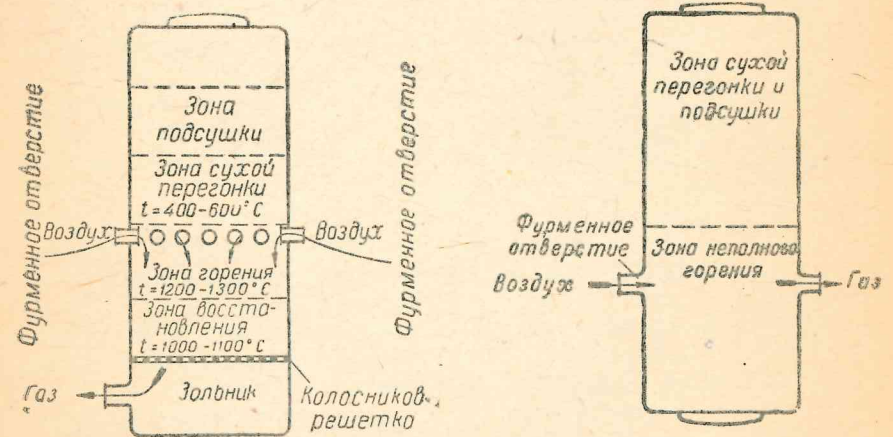 Фурменное отверстие
Зона
подсушки
Зона сухой
перегонки
t=400-600°C
Воздух
Воздух
Зона горения
t=1200-1300°C
Зона восста-
новления
t=1000-1100°C
Газ
Зольник
Колосников.
решетка
Фурменное отверстие
Зона сухой
перегонки и
подсушки
Фурменное
отверстие
Зона неполного
горения
Воздух
Газ